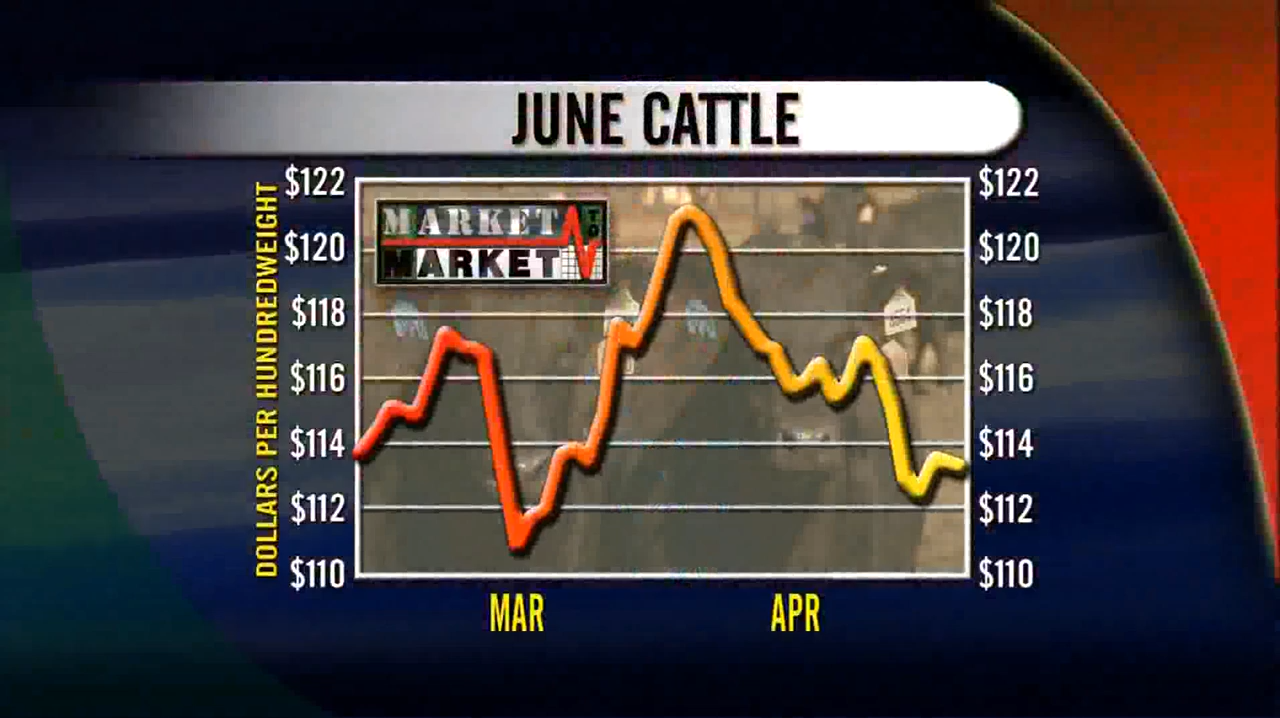 JUNE CATTLE
DOLLARS PER HUNDREDWEIGHT
$122
$120
$118
$116
$114
$112
$110
MARKET
TO
MARKET
$122
$120
$118
$116
$114
$112
$110
MAR
APR